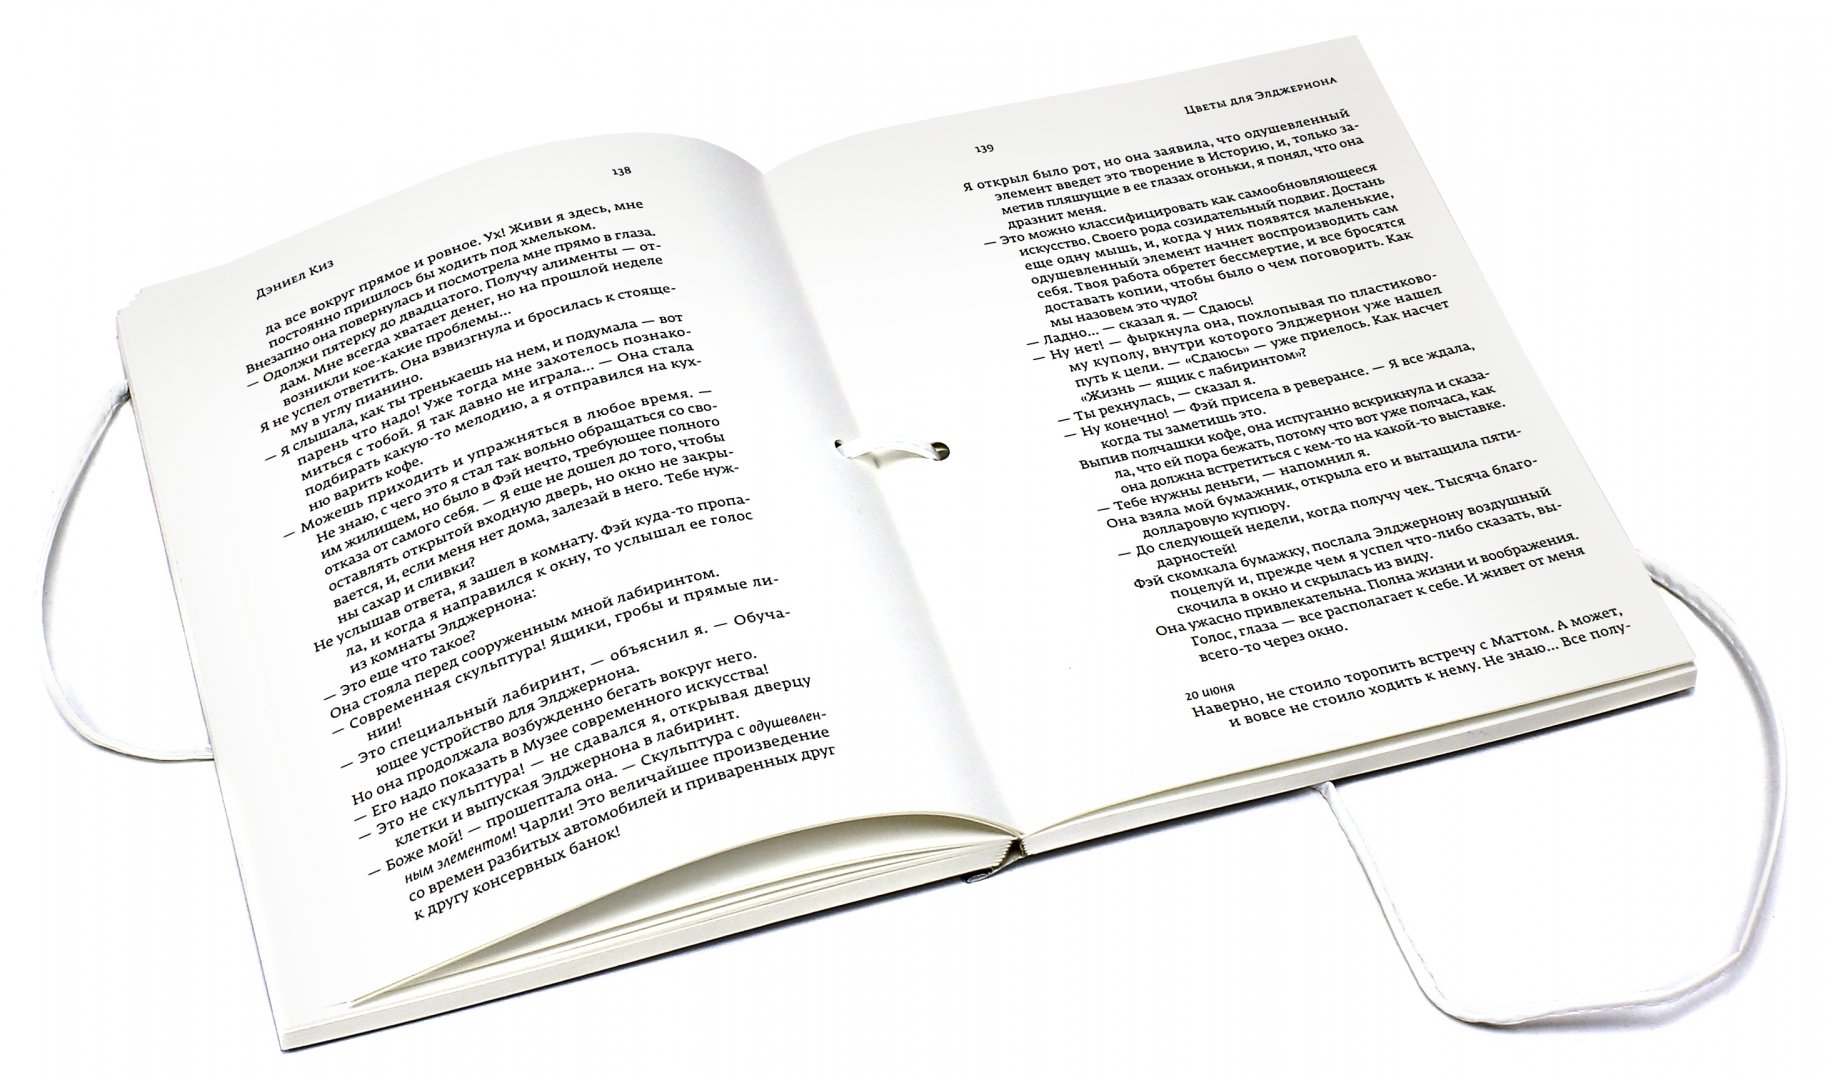 138
Дэниел Киз
да все вокруг прямое и ровное. Ух! Живи я здесь, мне
постоянно пришлось бы ходить под хмельком.
Внезапно она повернулась и посмотрела мне прямо в глаза.
— Одолжи пятерку до двадцатого. Получу алименты — от-
дам. Мне всегда хватает денег, но на прошлой неделе
возникли кое-какие проблемы...
Я не успел ответить. Она взвизгнула и бросилась к стояще-
му в углу пианино.
— Я слышала, как ты тренькаешь на нем, и подумала — вот
парень что надо! Уже тогда мне захотелось познако-
миться с тобой. Я так давно не играла... — Она стала
подбирать какую-то мелодию, а я отправился на кух-
ню варить кофе.
— Можешь приходить и упражняться в любое время. —
Не знаю, с чего это я стал так вольно обращаться со сво-
им жилищем, но было в Фэй нечто, требующее полного
отказа от самого себя. — Я еще не дошел до того, чтобы
оставлять открытой входную дверь, но окно не закры-
вается, и, если меня нет дома, залезай в него. Тебе нуж-
ны сахар и сливки?
Не услышав ответа, я зашел в комнату. Фэй куда-то пропа-
ла, и когда я направился к окну, то услышал ее голос
из комнаты Элджернона:
— Это еще что такое?
Она стояла перед сооруженным мной лабиринтом.
— Современная скульптура! Ящики, гробы и прямые ли-
нии!
— Это специальный лабиринт, — объяснил я. — Обуча-
ющее устройство для Элджернона.
Но она продолжала возбужденно бегать вокруг него.
— Его надо показать в Музее современного искусства!
— Это не скульптура! — не сдавался я, открывая дверцу
клетки и выпуская Элджернона в лабиринт.
— Боже мой! — прошептала она. — Скульптура с одушевлен-
ным элементом! Чарли! Это величайшее произведение
со времен разбитых автомобилей и приваренных друг
к другу консервных банок!
139
Цветы для Элджернона
Я открыл было рот, но она заявила, что одушевленный
элемент введет это творение в Историю, и, только за-
метив пляшущие в ее глазах огоньки, я понял, что она
дразнит меня.
— Это можно классифицировать как самообновляющееся
искусство. Своего рода созидательный подвиг. Достань
еще одну мышь, и, когда у них появятся маленькие,
одушевленный элемент начнет воспроизводить сам
себя. Твоя работа обретет бессмертие, и все бросятся
доставать копии, чтобы было о чем поговорить. Как
мы назовем это чудо?
— Ладно... — сказал я. — Сдаюсь!
— Ну нет! — фыркнула она, похлопывая по пластиково-
му куполу, внутри которого Элджернон уже нашел
путь к цели. — «Сдаюсь» — уже приелось. Как насчет
«Жизнь — ящик с лабиринтом»?
— Ты рехнулась, — сказал я.
— Ну конечно! — Фэй присела в реверансе. — Я все ждала,
когда ты заметишь это.
Выпив полчашки кофе, она испуганно вскрикнула и сказа-
ла, что ей пора бежать, потому что вот уже полчаса, как
она должна встретиться с кем-то на какой-то выставке.
— Тебе нужны деньги, — напомнил я.
Она взяла мой бумажник, открыла его и вытащила пяти-
долларовую купюру.
— До следующей недели, когда получу чек. Тысяча благо-
дарностей!
Фэй скомкала бумажку, послала Элджернону воздушный
поцелуй и, прежде чем я успел что-либо сказать, вы-
скочила в окно и скрылась из виду.
Она ужасно привлекательна. Полна жизни и воображения.
Голос, глаза — все располагает к себе. И живет от меня
всего-то через окно.
20 июня
Наверно, не стоило торопить встречу с Маттом. А может,
и вовсе не стоило ходить к нему. Не знаю... Все полу-